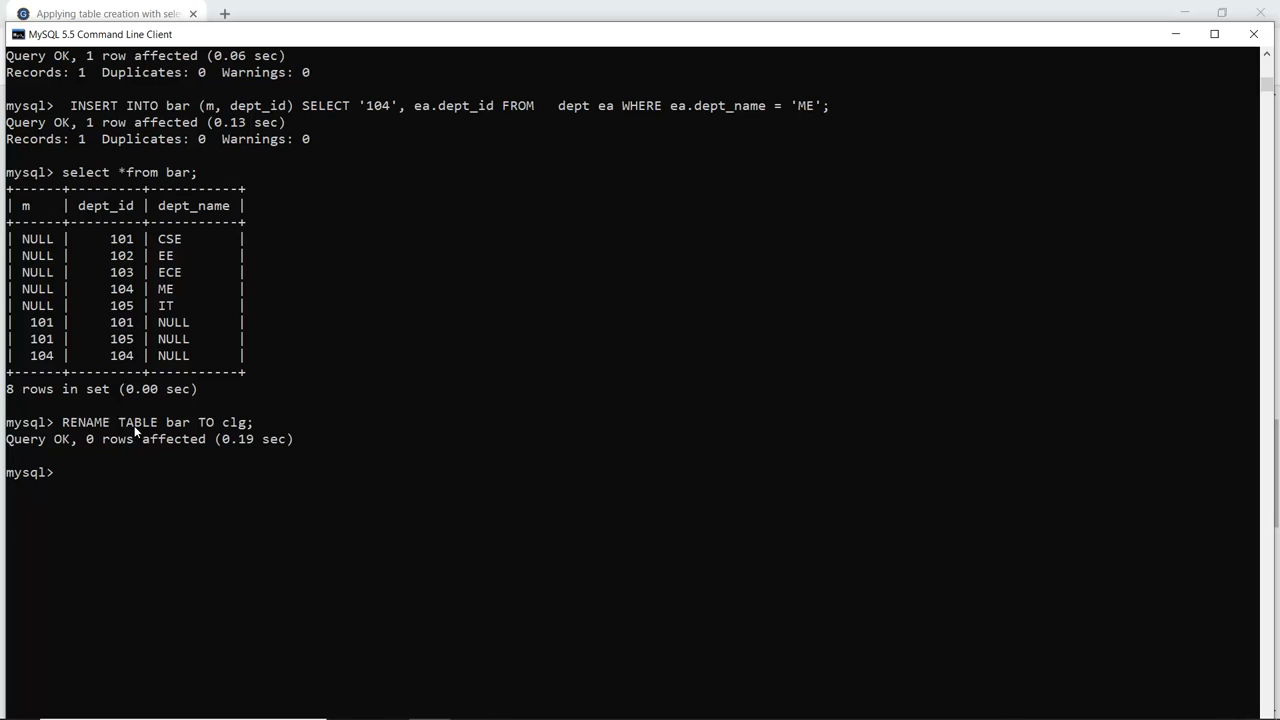 Applying table creation with sele
MySQL 5.5 Command Line Client
Query OK, 1 row affected (0.06 sec)
Records: 1  Duplicates: 0  Warnings: 0
mysql>  INSERT INTO bar (m, dept_id) SELECT '104', ea.dept_id FROM   dept ea WHERE ea.dept_name = 'ME';
Query OK, 1 row affected (0.13 sec)
Records: 1  Duplicates: 0  Warnings: 0
mysql> select *from bar;
+------+---------+-----------+
| m    | dept_id | dept_name |
+------+---------+-----------+
| NULL |     101 | CSE       |
| NULL |     102 | EE        |
| NULL |     103 | ECE       |
| NULL |     104 | ME        |
| NULL |     105 | IT        |
|  101 |     101 | NULL      |
|  101 |     105 | NULL      |
|  104 |     104 | NULL      |
+------+---------+-----------+
8 rows in set (0.00 sec)
mysql> RENAME TABLE bar TO clg;
Query OK, 0 rows affected (0.19 sec)
mysql>